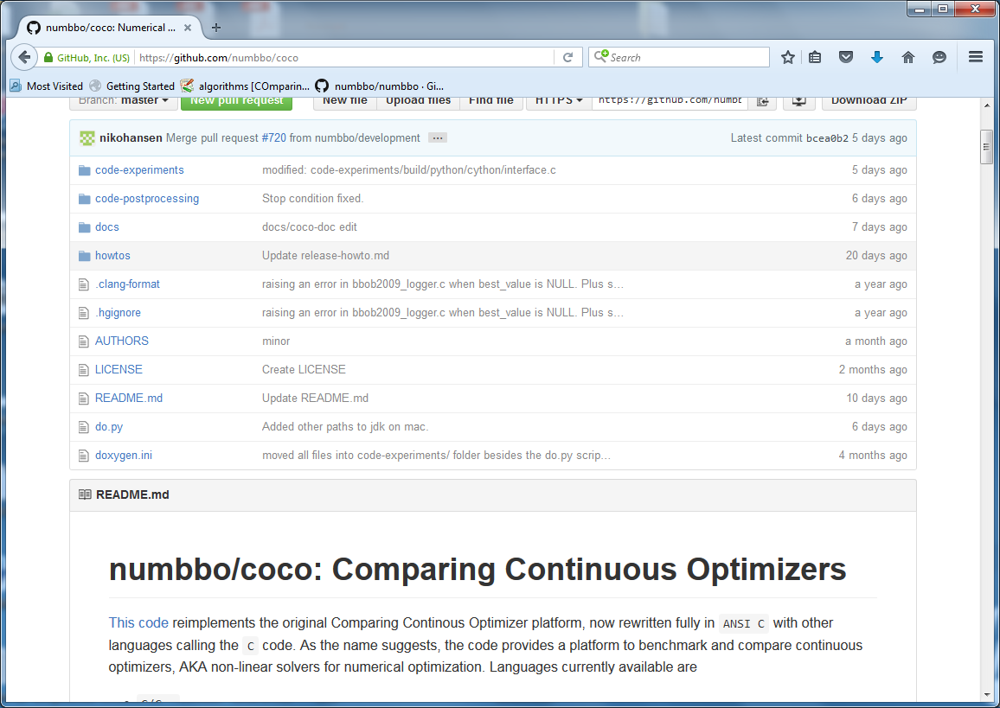 numbbo/coco: Numerical ...
GitHub, Inc. (US) https://github.com/numbbo/coco Search
Most Visited Getting Started algorithms [COmparin... numbbo/numbbo · Gi...
Branch: master New pull request New file Upload files Find file HTTPS https://github.com/numbb Download ZIP
nikohansen Merge pull request #720 from numbbo/development ... Latest commit bcea0b2 5 days ago
code-experiments modified: code-experiments/build/python/cython/interface.c 5 days ago
code-postprocessing Stop condition fixed. 6 days ago
docs docs/coco-doc edit 7 days ago
howtos Update release-howto.md 20 days ago
.clang-format raising an error in bbob2009_logger.c when best_value is NULL. Plus s... a year ago
.hgignore raising an error in bbob2009_logger.c when best_value is NULL. Plus s... a year ago
AUTHORS minor a month ago
LICENSE Create LICENSE 2 months ago
README.md Update README.md 10 days ago
do.py Added other paths to jdk on mac. 6 days ago
doxygen.ini moved all files into code-experiments/ folder besides the do.py scrip... 4 months ago
README.md
numbbo/coco: Comparing Continuous Optimizers
This code reimplements the original Comparing Continous Optimizer platform, now rewritten fully in ANSI C with other
languages calling the C code. As the name suggests, the code provides a platform to benchmark and compare continuous
optimizers, AKA non-linear solvers for numerical optimization. Languages currently available are